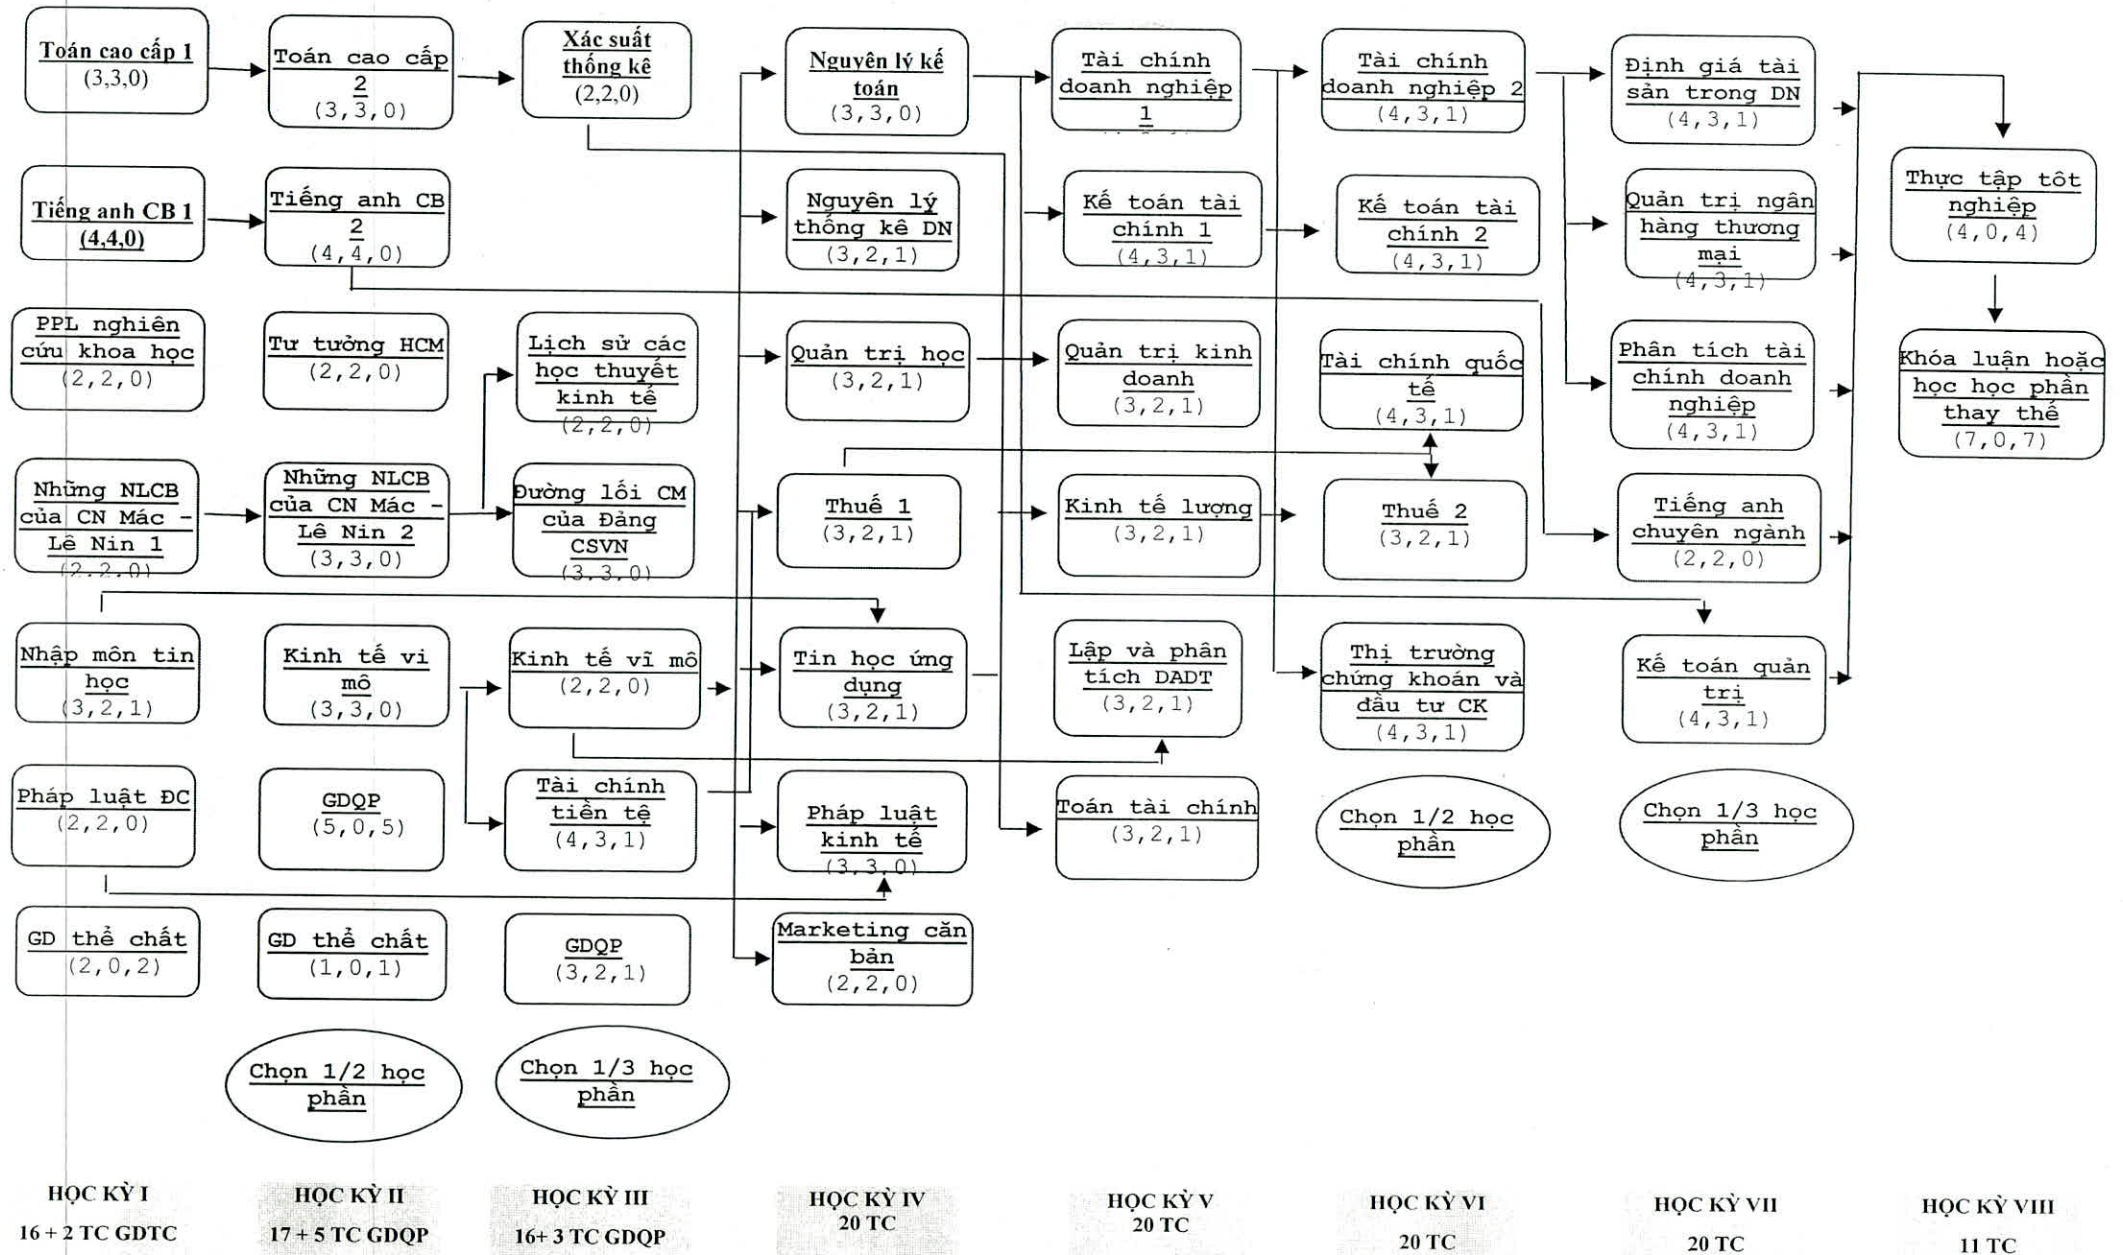 Toán cao cấp 1
(3,3,0)
Toán cao cấp
2
(3,3,0)
Xác suất
thống kê
(2,2,0)
Nguyên lý kế
toán
(3,3,0)
Tài chính
doanh nghiệp
1
Tài chính
doanh nghiệp 2
(4,3,1)
Định giá tài
sản trong DN
(4,3,1)
Tiếng anh CB 1
(4,4,0)
Tiếng anh CB
2
(4,4,0)
Nguyên lý
thống kê DN
(3,2,1)
Kế toán tài
chính 1
(4,3,1)
Kế toán tài
chính 2
(4,3,1)
Quản trị ngân
hàng thương
mại
(4,3,1)
Thực tập tôt
nghiệp
(4,0,4)
PPL nghiên
cứu khoa học
(2,2,0)
Tư tưởng HCM
(2,2,0)
Lịch sử các
học thuyết
kinh tế
(2,2,0)
Quản trị học
(3,2,1)
Quản trị kinh
doanh
(3,2,1)
Tài chính quốc
tế
(4,3,1)
Phân tích tài
chính doanh
nghiệp
(4,3,1)
Khóa luận hoặc
học học phần
thay thế
(7,0,7)
Những NLCB
của CN Mác -
Lê Nin 1
(2,2,0)
Những NLCB
của CN Mác -
Lê Nin 2
(3,3,0)
Đường lối CM
của Đảng
CSVN
(3,3,0)
Thuế 1
(3,2,1)
Kinh tế lượng
(3,2,1)
Thuế 2
(3,2,1)
Tiếng anh
chuyên ngành
(2,2,0)
Nhập môn tin
học
(3,2,1)
Kinh tế vi
mô
(3,3,0)
Kinh tế vĩ mô
(2,2,0)
Tin học ứng
dụng
(3,2,1)
Lập và phân
tích DADT
(3,2,1)
Thị trường
chứng khoán và
đầu tư CK
(4,3,1)
Kế toán quản
trị
(4,3,1)
Pháp luật ĐC
(2,2,0)
GDQP
(5,0,5)
Tài chính
tiền tệ
(4,3,1)
Pháp luật
kinh tế
(3,3,0)
Toán tài chính
(3,2,1)
Chọn 1/2 học
phần
Chọn 1/3 học
phần
GD thể chất
(2,0,2)
GD thể chất
(1,0,1)
GDQP
(3,2,1)
Marketing căn
bản
(2,2,0)
Chọn 1/2 học
phần
Chọn 1/3 học
phần
HỌC KỲ I
16 + 2 TC GDTC
HỌC KỲ II
17 + 5 TC GDQP
HỌC KỲ III
16+ 3 TC GDQP
HỌC KỲ IV
20 TC
HỌC KỲ V
20 TC
HỌC KỲ VI
20 TC
HỌC KỲ VII
20 TC
HỌC KỲ VIII
11 TC